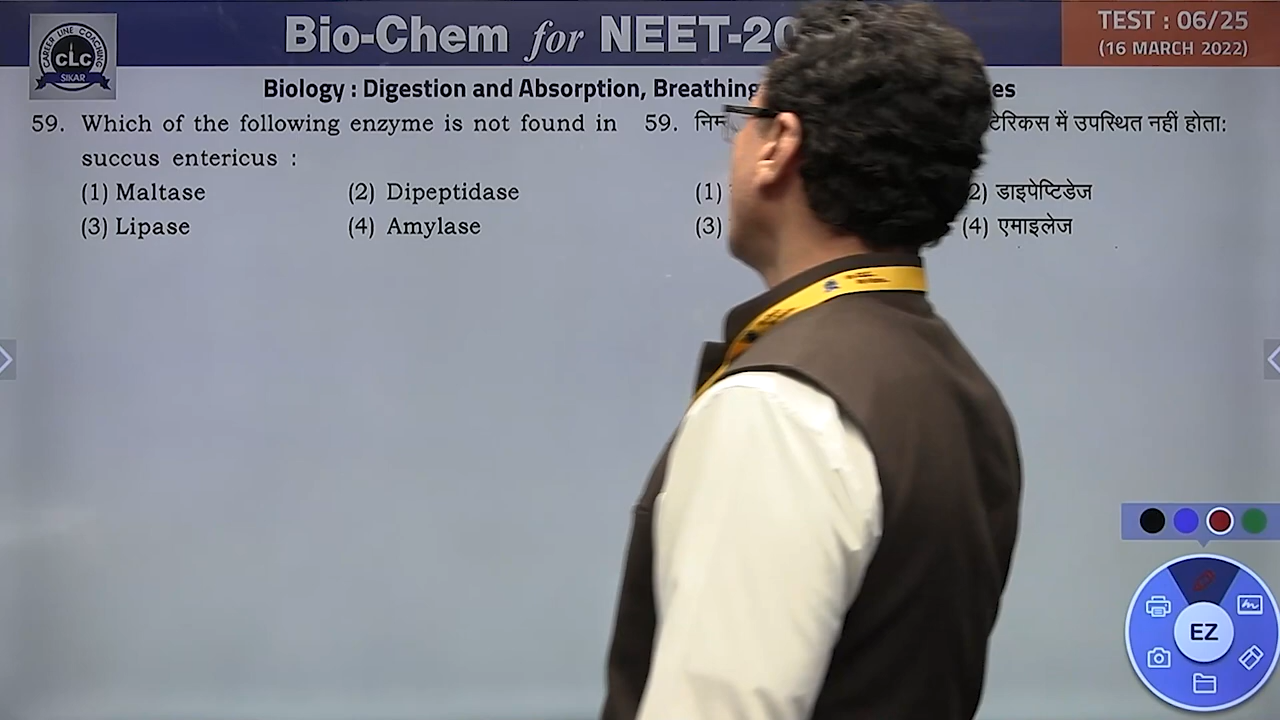 CAREER LINE COACHING
CLC
SIKAR
Bio-Chem for NEET-20
TEST : 06/25
(16 MARCH 2022)
Biology : Digestion and Absorption, Breathing
59. Which of the following enzyme is not found in
succus entericus :
(1) Maltase (2) Dipeptidase
(3) Lipase (4) Amylase
59. में उपस्थित नहीं होता:
(1) 2) डाइपेप्टिडेज
(3) (4) एमाइलेज
EZ